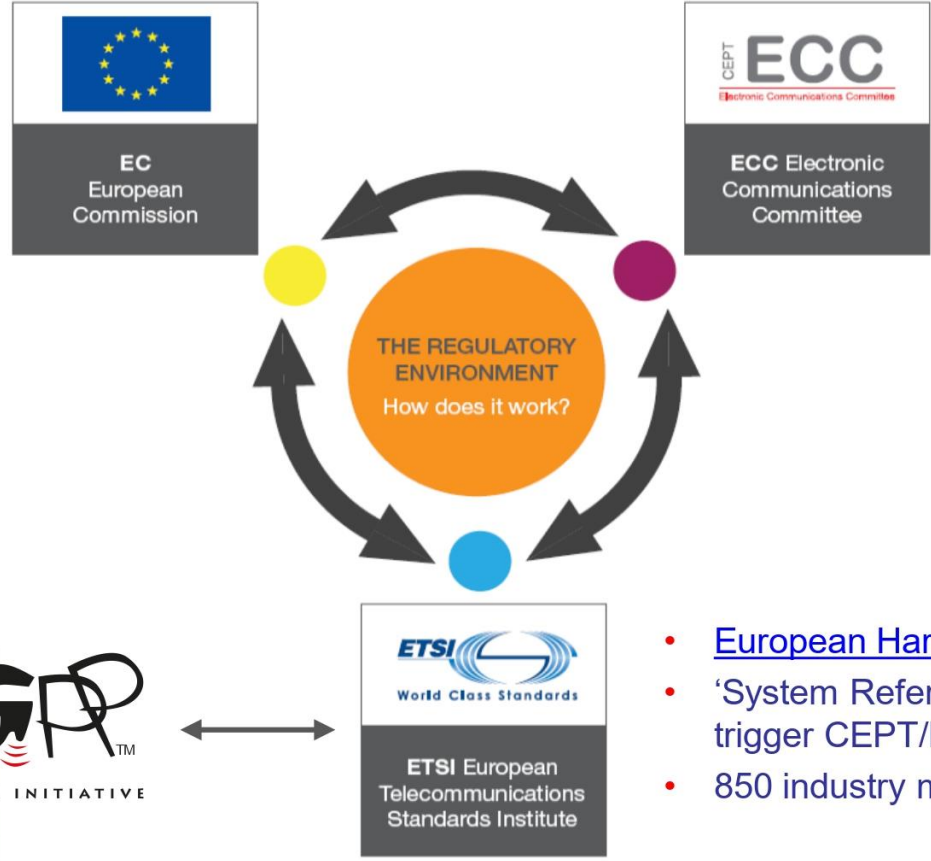 CEPT
ECC
Electronic Communications Committee
EC
European
Commission
ECC Electronic
Communications
Committee
THE REGULATORY
ENVIRONMENT
How does it work?
GPP
TM
INITIATIVE
ETSI
World Class Standards
ETSI European
Telecommunications
Standards Institute
• European Har
• ‘System Refer
trigger CEPT/
• 850 industry